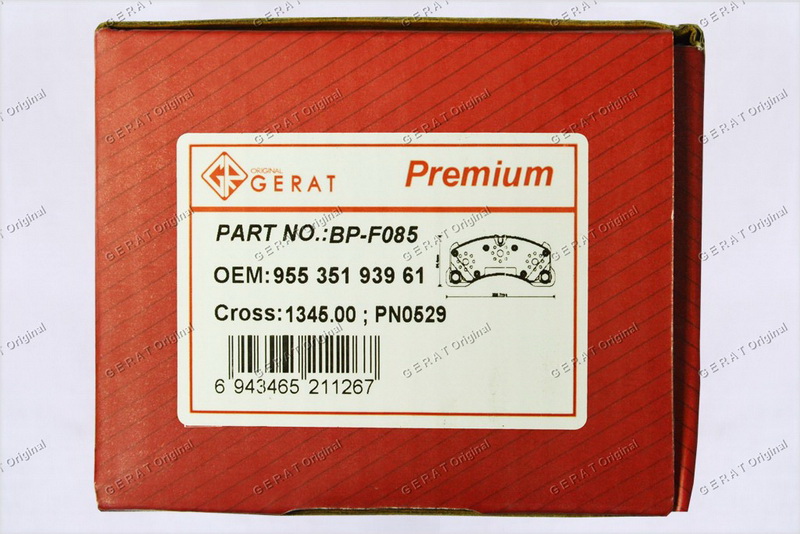 ORIGINAL
GERAT
Premium
PART NO.:BP-F085
OEM:955 351 939 61
Cross:1345.00 ; PN0529
6 943465 211267
GERAT Original